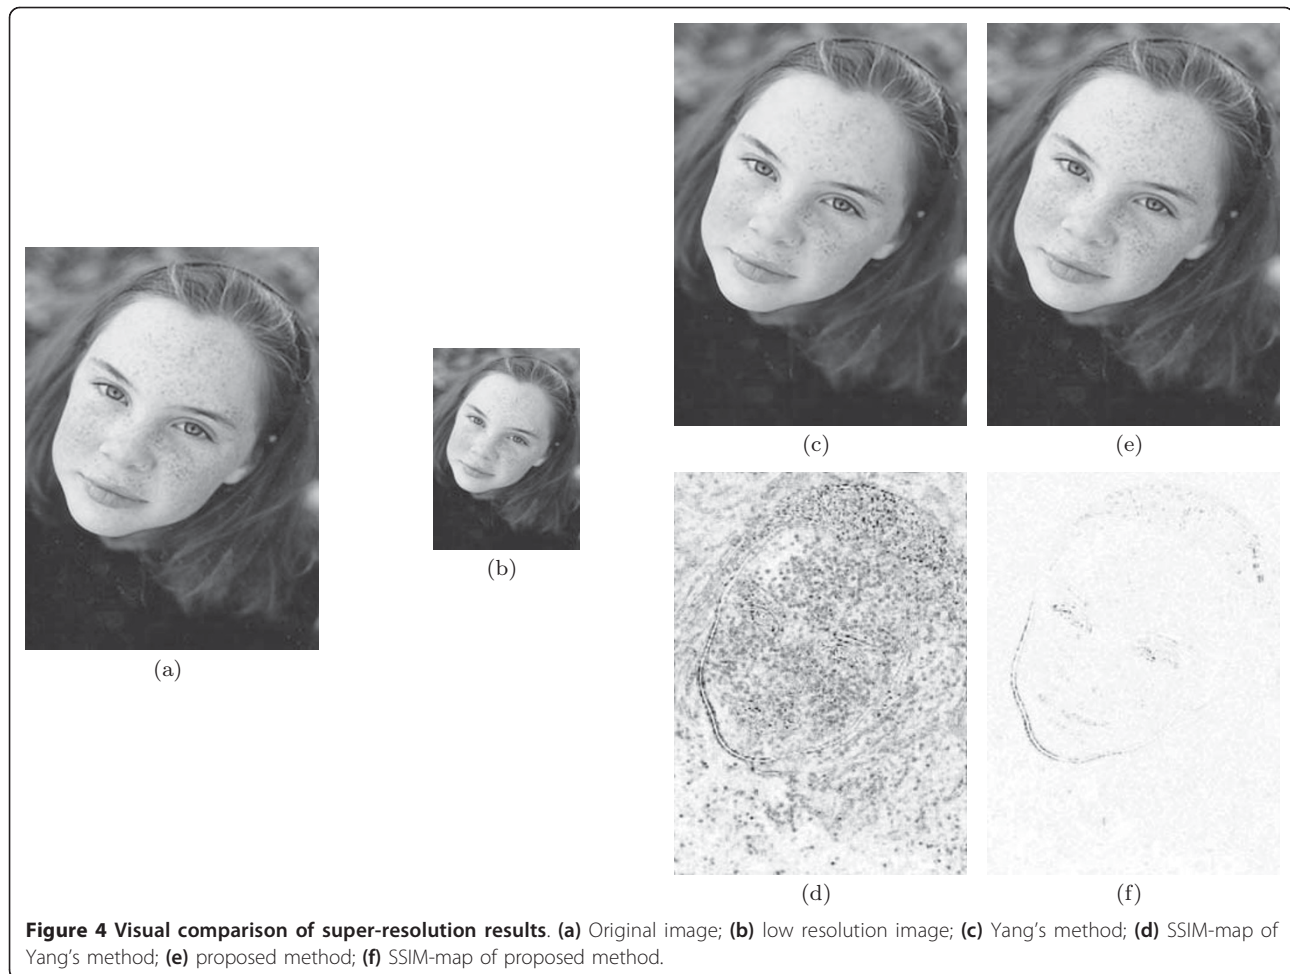 (a)
(b)
(c)
(e)
(d)
(f)
Figure 4 Visual comparison of super-resolution results. (a) Original image; (b) low resolution image; (c) Yang's method; (d) SSIM-map of
Yang's method; (e) proposed method; (f) SSIM-map of proposed method.